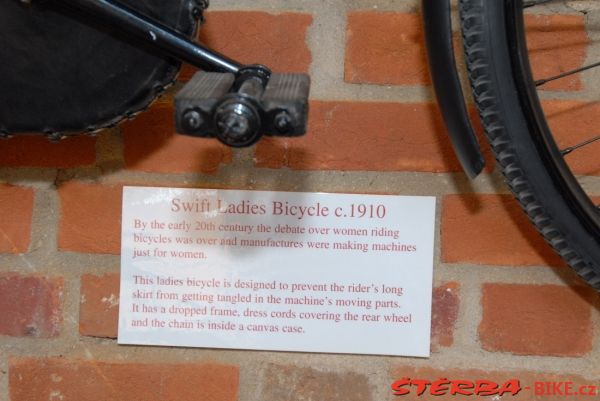 Swift Ladies Bicycle c.1910
By the early 20th century the debate over women riding
bicycles was over and manufactures were making machines
just for women.
This ladies bicycle is designed to prevent the rider's long
skirt from getting tangled in the machine's moving parts.
It has a dropped frame, dress cords covering the rear wheel
and the chain is inside a canvas case.
ŠTĚRBA-BIKE.cz